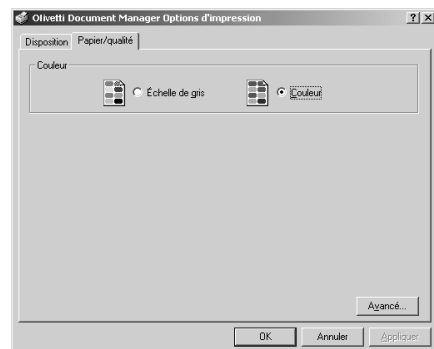 Olivetti Document Manager Options d'impression
Disposition Papier/qualité
Couleur
Échelle de gris Couleur
Avancé...
OK Annuler Appliquer